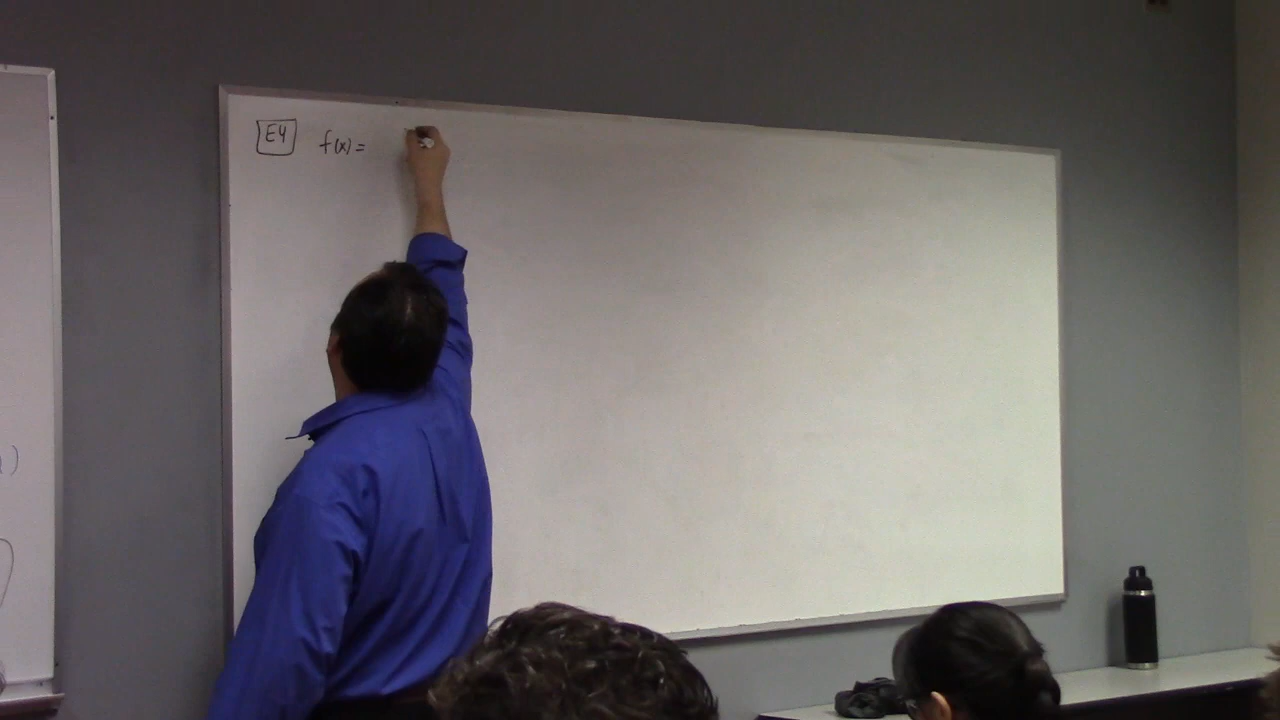 E4 f(x) =